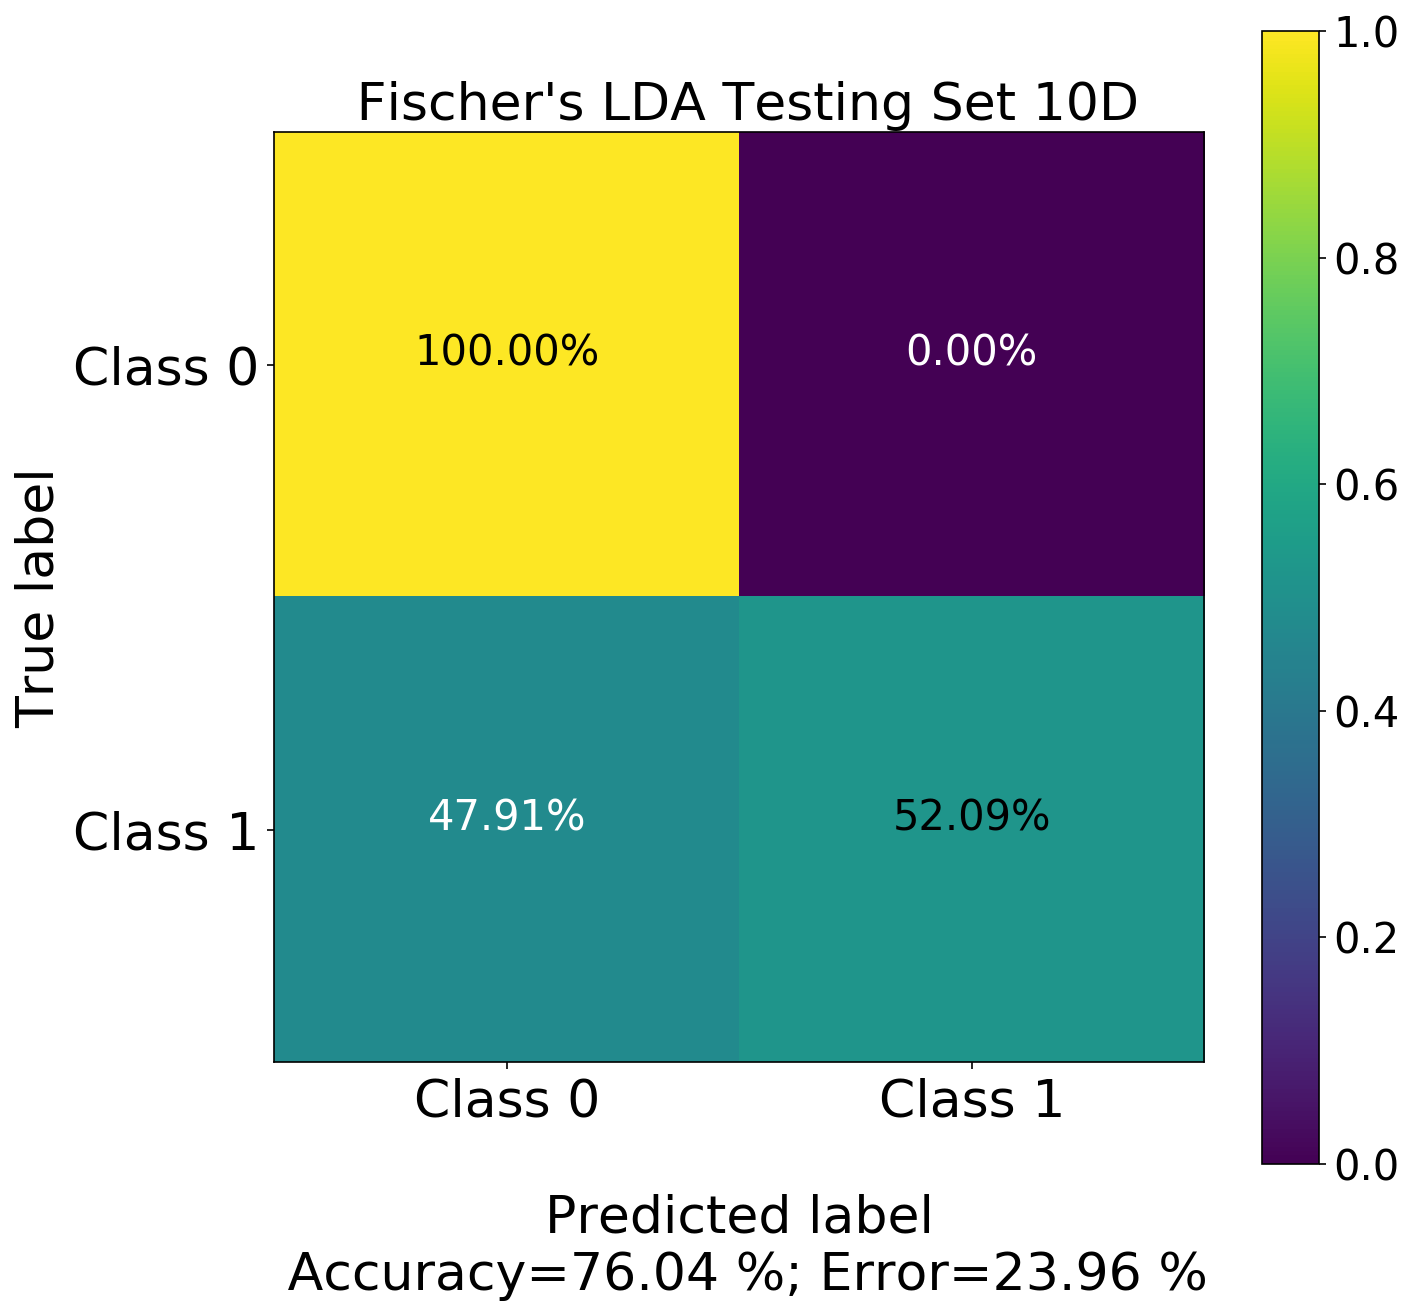 Fischer's LDA Testing Set 10D
1.0
0.8
0.6
0.4
0.2
0.0
True label
Class 0
100.00%
0.00%
Class 1
47.91%
52.09%
Class 0
Class 1
Predicted label
Accuracy=76.04 %; Error=23.96 %